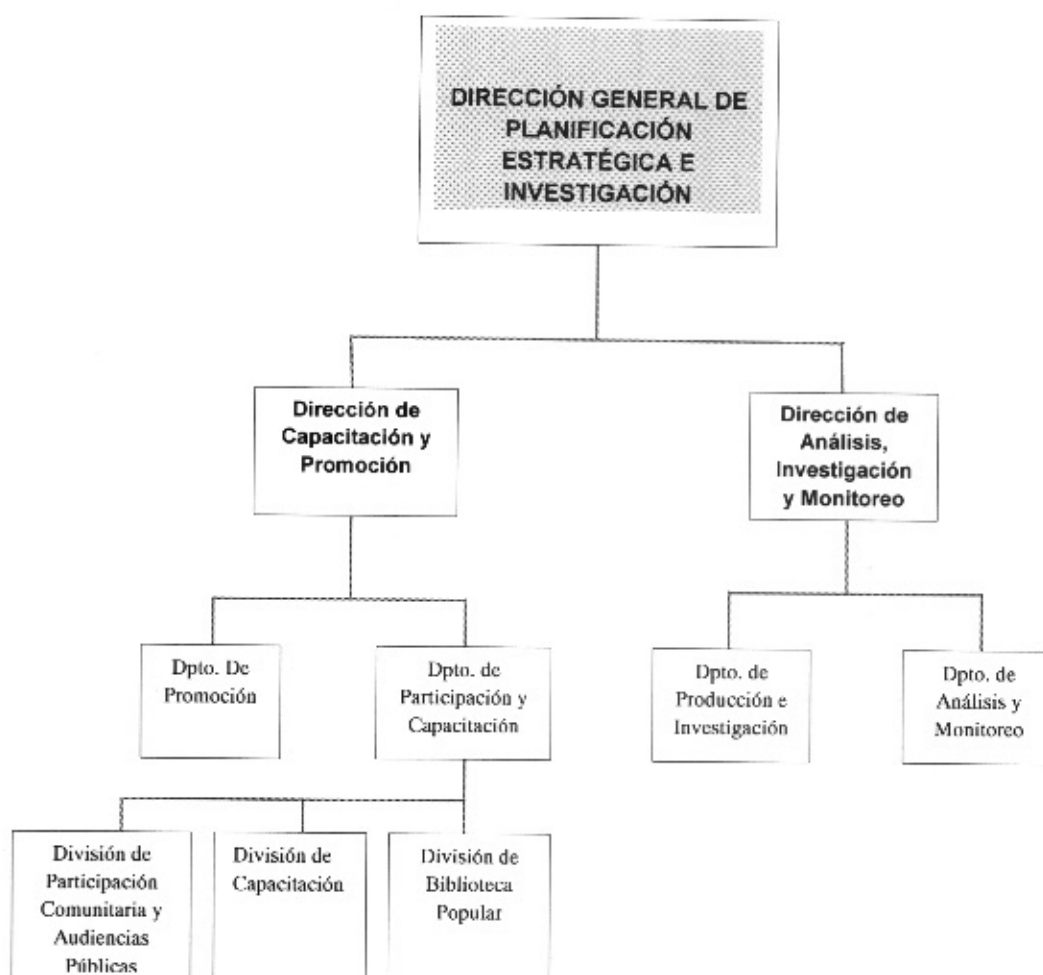 DIRECCIÓN GENERAL DE
PLANIFICACIÓN
ESTRATÉGICA E
INVESTIGACIÓN
Dirección de
Capacitación y
Promoción
Dirección de
Análisis,
Investigación
y Monitoreo
Dpto. De
Promoción
Dpto. de
Participación y
Capacitación
Dpto. de
Producción e
Investigación
Dpto. de
Análisis y
Monitoreo
División de
Participación
Comunitaria y
Audiencias
Públicas
División de
Capacitación
División de
Biblioteca
Popular